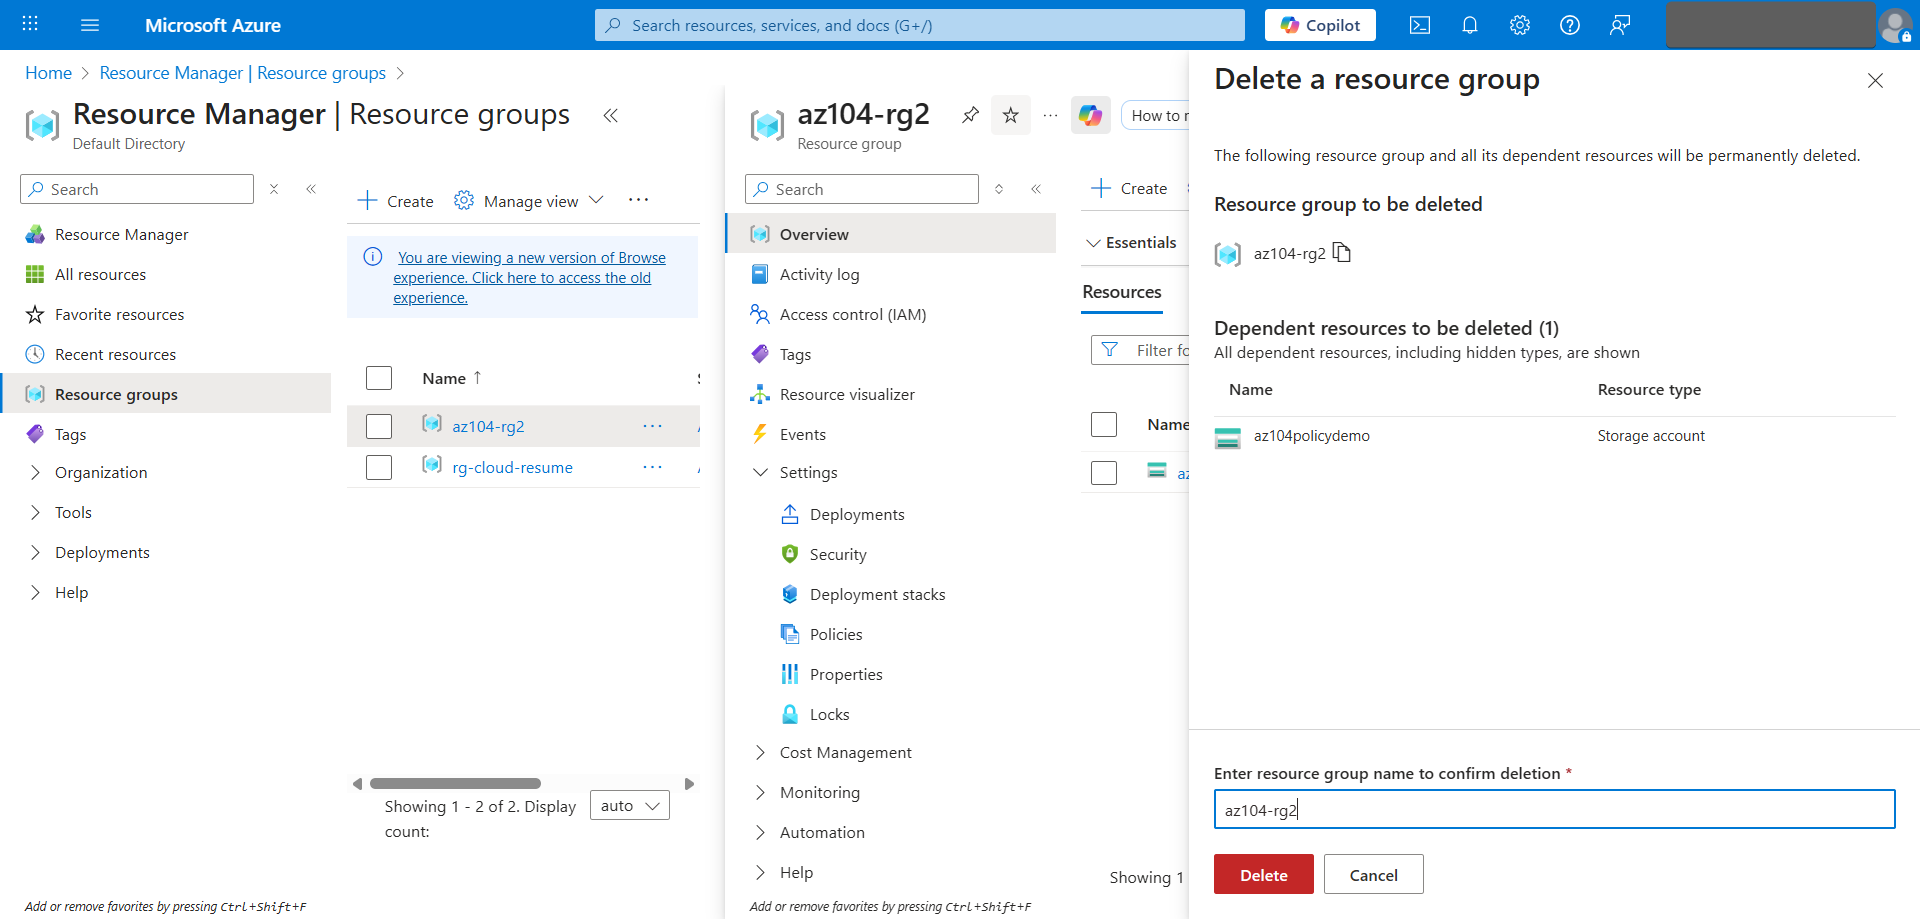 Microsoft Azure
Search resources, services, and docs (G+/)
Copilot
Home > Resource Manager | Resource groups >
Resource Manager | Resource groups
Default Directory
Search
Resource Manager
All resources
Favorite resources
Recent resources
Resource groups
Tags
Organization
Tools
Deployments
Help
Add or remove favorites by pressing Ctrl+Shift+F
Create
Manage view
You are viewing a new version of Browse
experience. Click here to access the old
experience.
Name ↑
az104-rg2
rg-cloud-resume
Showing 1 - 2 of 2. Display
count:
auto
az104-rg2
Resource group
How to
Search
Overview
Activity log
Access control (IAM)
Tags
Resource visualizer
Events
Settings
Deployments
Security
Deployment stacks
Policies
Properties
Locks
Cost Management
Monitoring
Automation
Help
Add or remove favorites by pressing Ctrl+Shift+F
Create
Essentials
Resources
Filter
Name
Showing 1
Delete a resource group
The following resource group and all its dependent resources will be permanently deleted.
Resource group to be deleted
az104-rg2
Dependent resources to be deleted (1)
All dependent resources, including hidden types, are shown
Name Resource type
az104policydemo Storage account
Enter resource group name to confirm deletion *
az104-rg2
Delete
Cancel